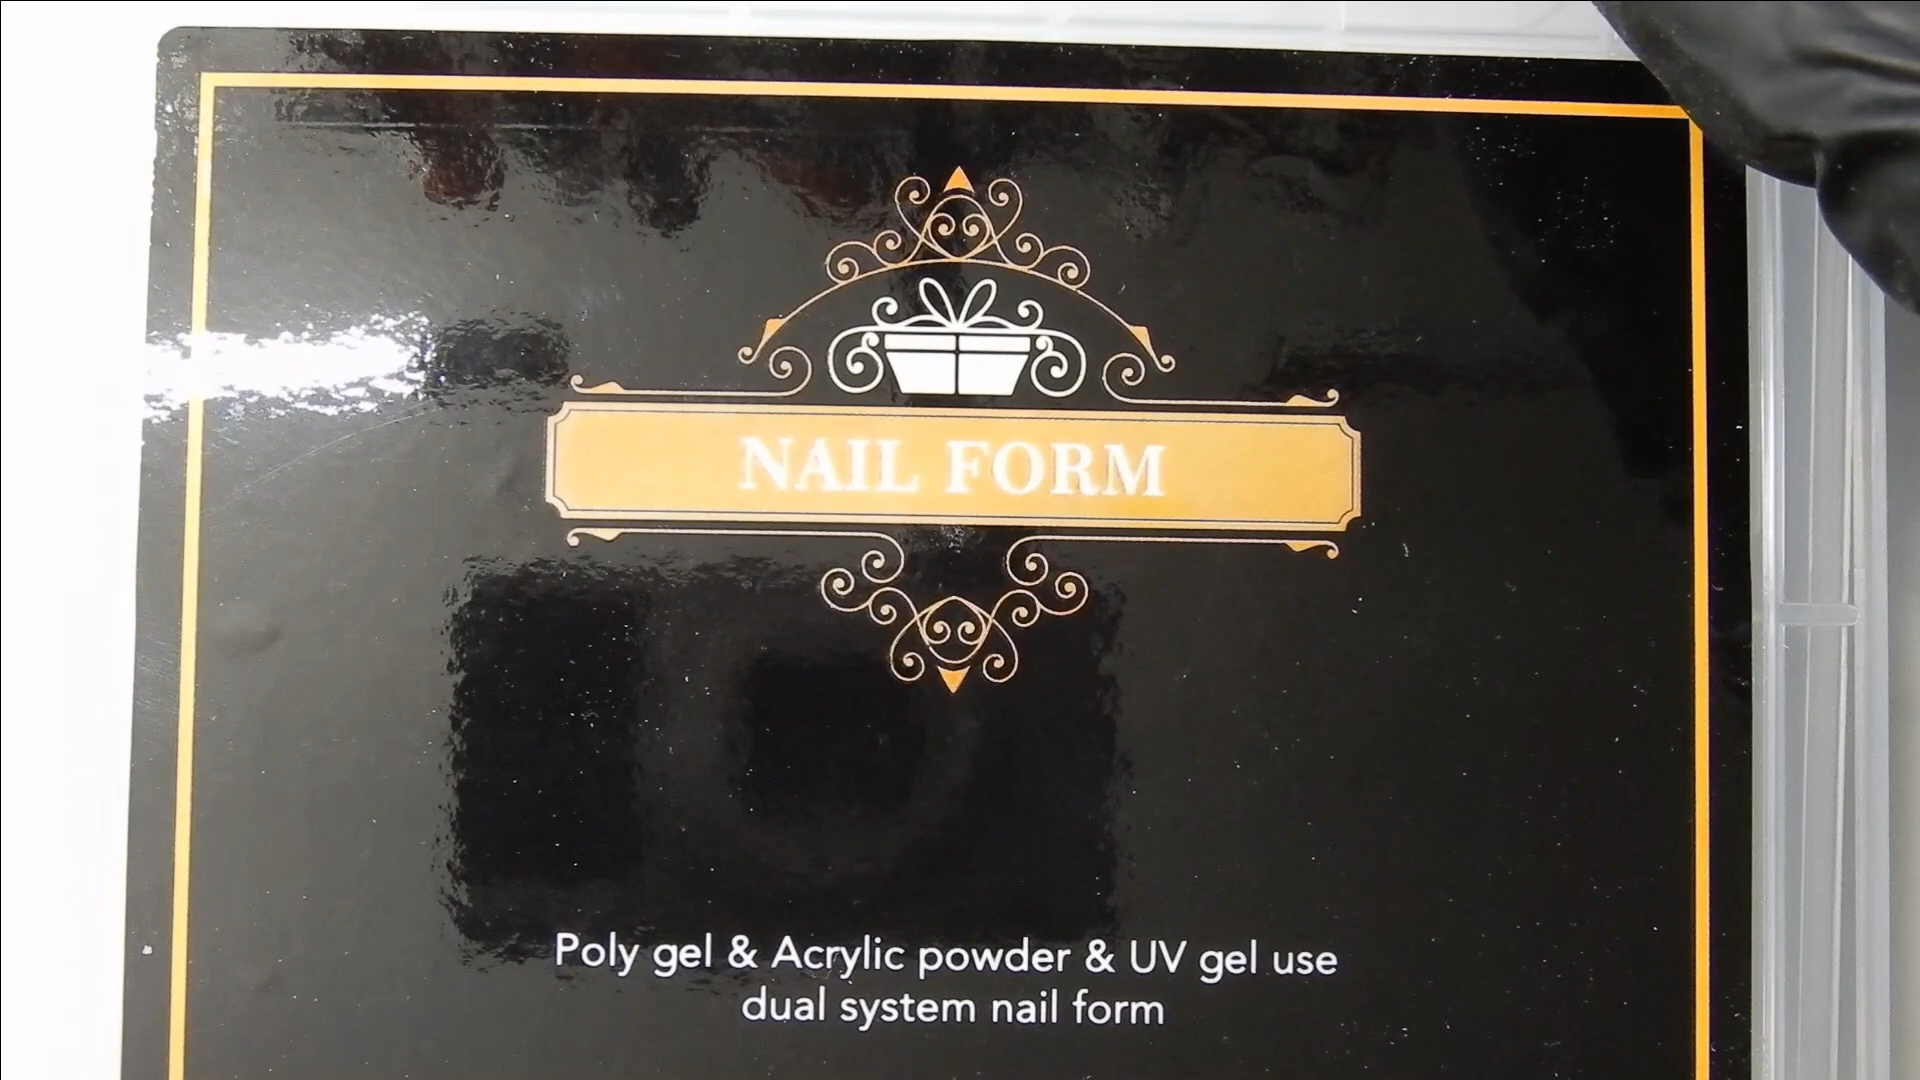 NAIL FORM
Poly gel & Acrylic powder & UV gel use
dual system nail form